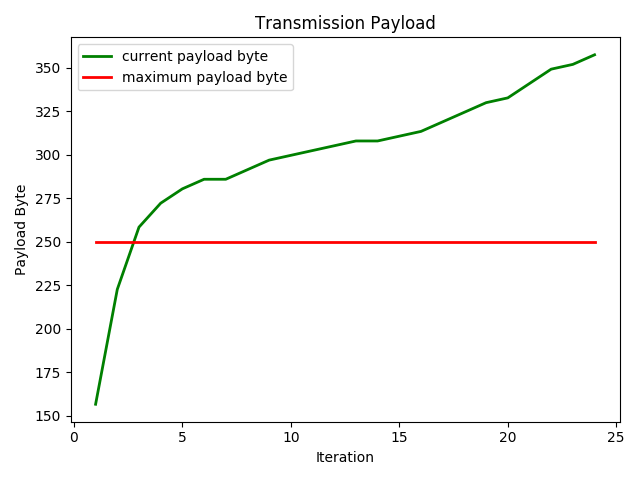 Transmission Payload
current payload byte
maximum payload byte
Payload Byte
350
325
300
275
250
225
200
175
150
0 5 10 15 20 25
Iteration